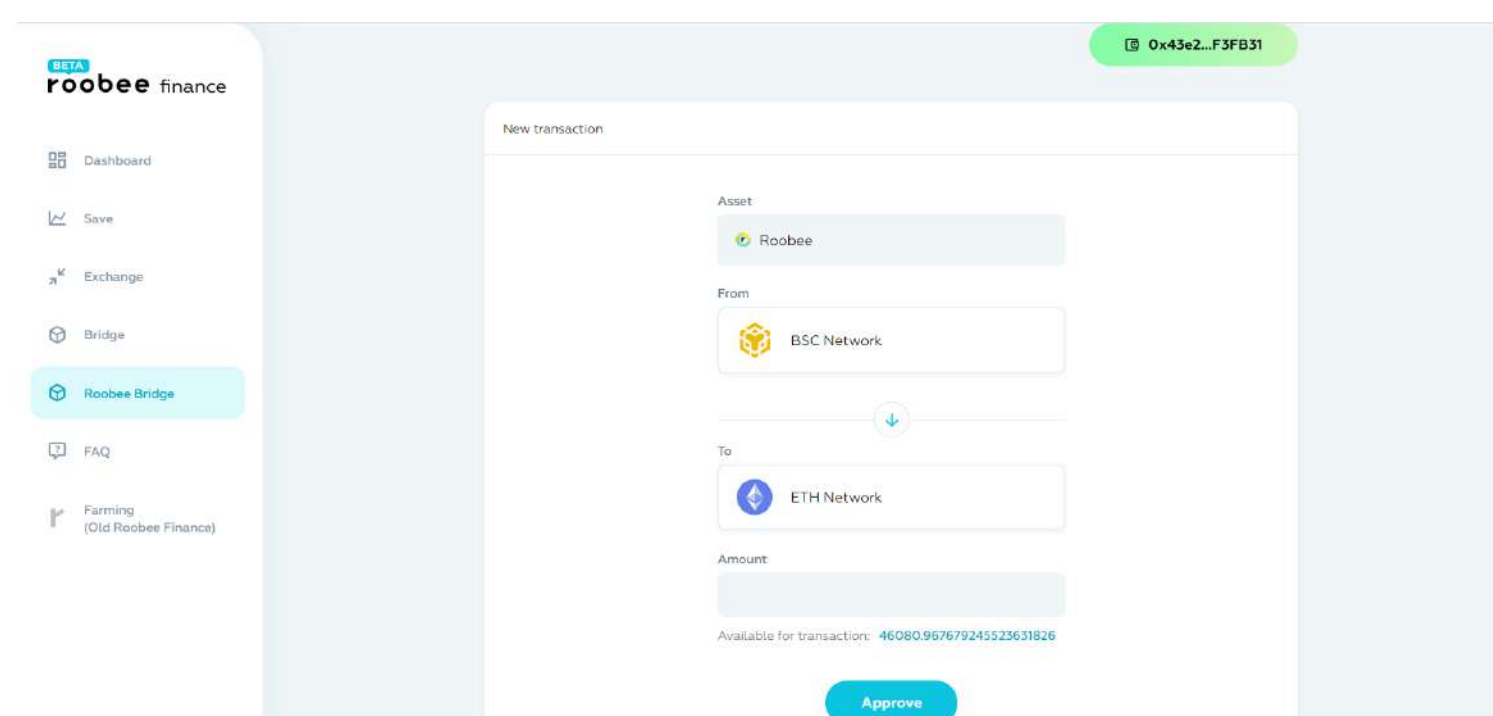 BETA
roobee finance
Dashboard
Save
Exchange
Bridge
Roobee Bridge
FAQ
Farming
(Old Roobee Finance)
0x43e2...F3FB31
New transaction
Asset
Roobee
From
BSC Network
To
ETH Network
Amount
Available for transaction: 46080.967679245523631826
Approve